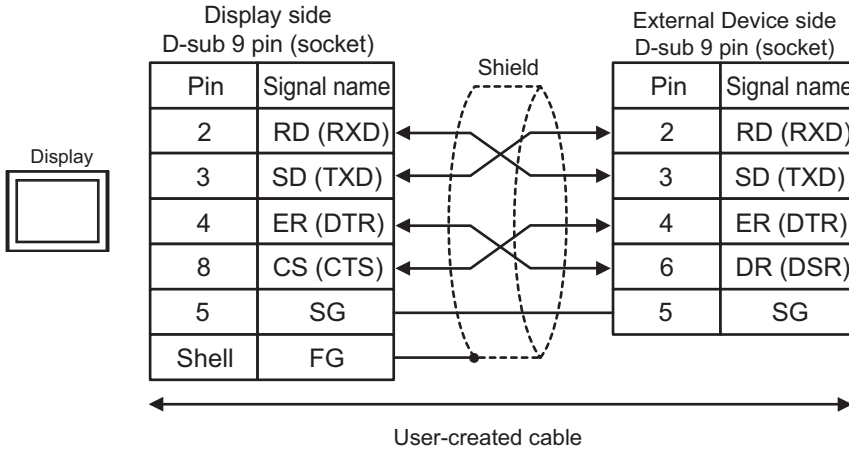 Display side
D-sub 9 pin (socket)
External Device side
D-sub 9 pin (socket)
Shield
Display
Pin Signal name
2 RD (RXD)
3 SD (TXD)
4 ER (DTR)
8 CS (CTS)
5 SG
Shell FG
Pin Signal name
2 RD (RXD)
3 SD (TXD)
4 ER (DTR)
6 DR (DSR)
5 SG
User-created cable